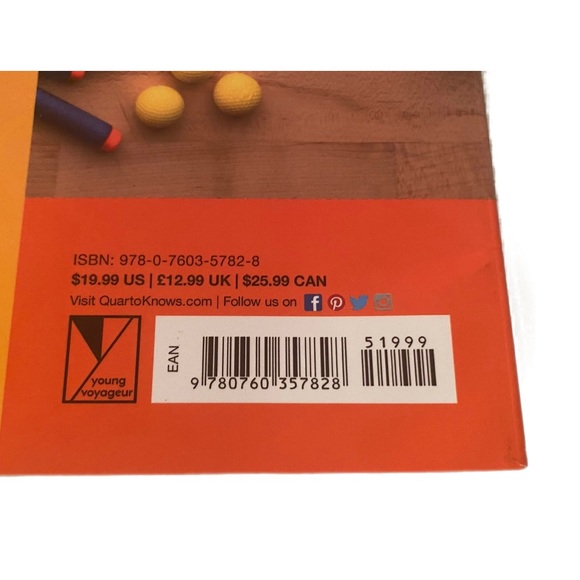 ISBN: 978-0-7603-5782-8
$19.99 US | £12.99 UK | $25.99 CAN
Visit QuartoKnows.com | Follow us on
young
voyageur
EAN
9 780760 357828
51999